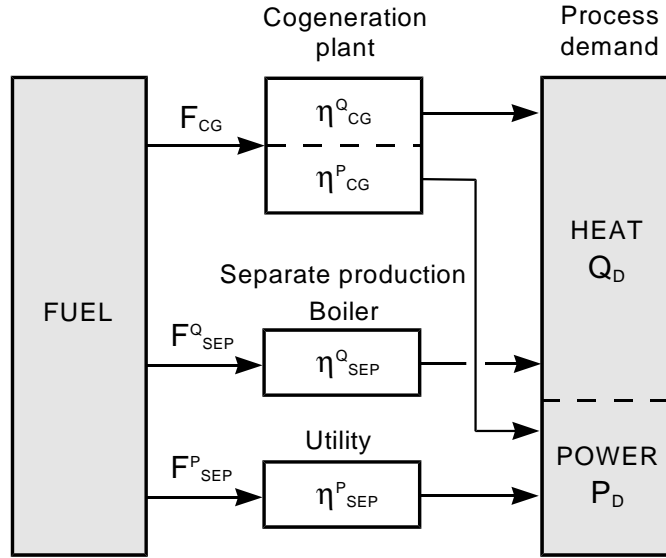 Cogeneration
plant
Process
demand
F_CG
η^Q_CG
η^P_CG
HEAT
Q_D
Separate production
Boiler
FUEL
F^Q_SEP
η^Q_SEP
Utility
F^P_SEP
η^P_SEP
POWER
P_D